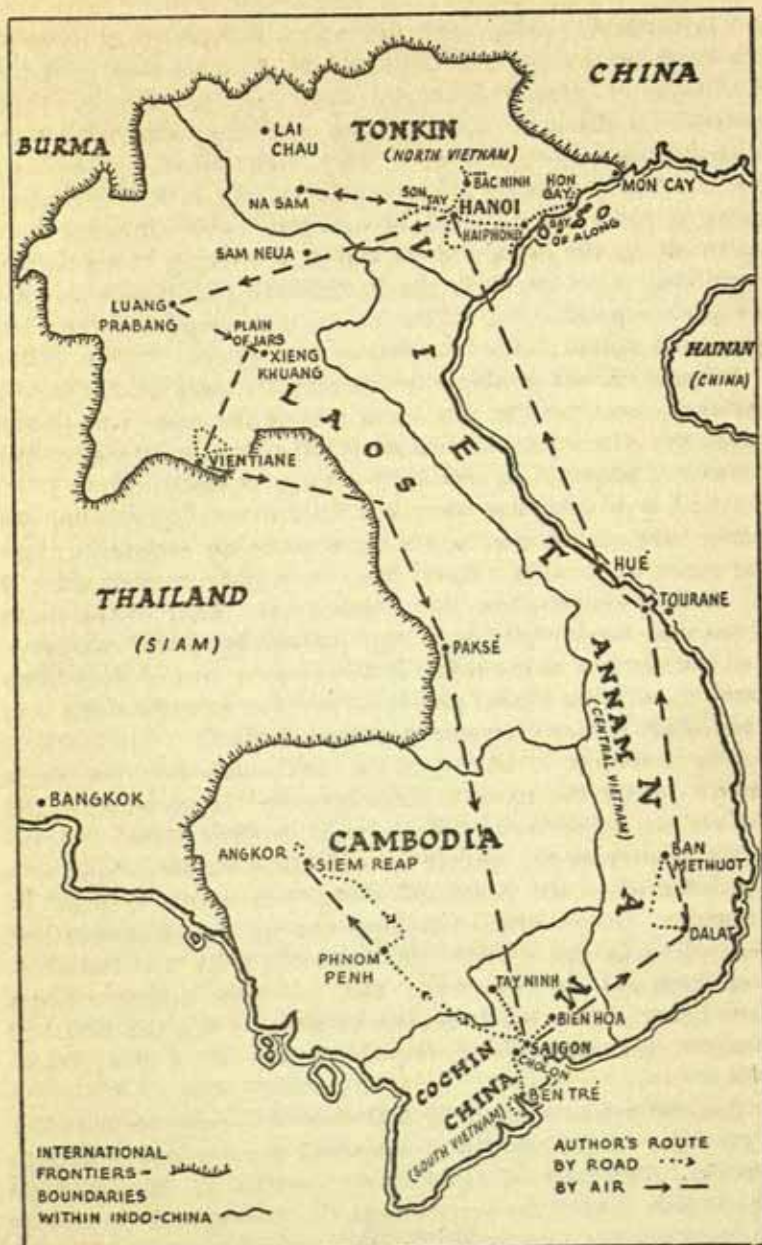 CHINA
BURMA
LAI
CHAU
TONKIN
(NORTH VIETNAM)
BAC NINH
HON
GAY
MON CAY
NA SAM
SON
TAY
HANOI
HAIPHONG
BAY
OF ALONG
SAM NEUA
LUANG
PRABANG
PLAIN
OF JARS
XIENG
KHUANG
HAINAN
(CHINA)
LAOS
VIETNAM
VIENTIANE
THAILAND
(SIAM)
HUÉ
TOURANE
PAKSÉ
ANNAM
(CENTRAL VIETNAM)
BANGKOK
CAMBODIA
ANGKOR
SIEM REAP
BAN
METHUOT
DALAT
PHNOM
PENH
TAY NINH
BIEN HOA
SAIGON
CHOLON
COCHIN
CHINA
(SOUTH VIETNAM)
BEN TRÉ
INTERNATIONAL
FRONTIERS-
BOUNDARIES
WITHIN INDO-CHINA
AUTHOR'S ROUTE
BY ROAD
BY AIR